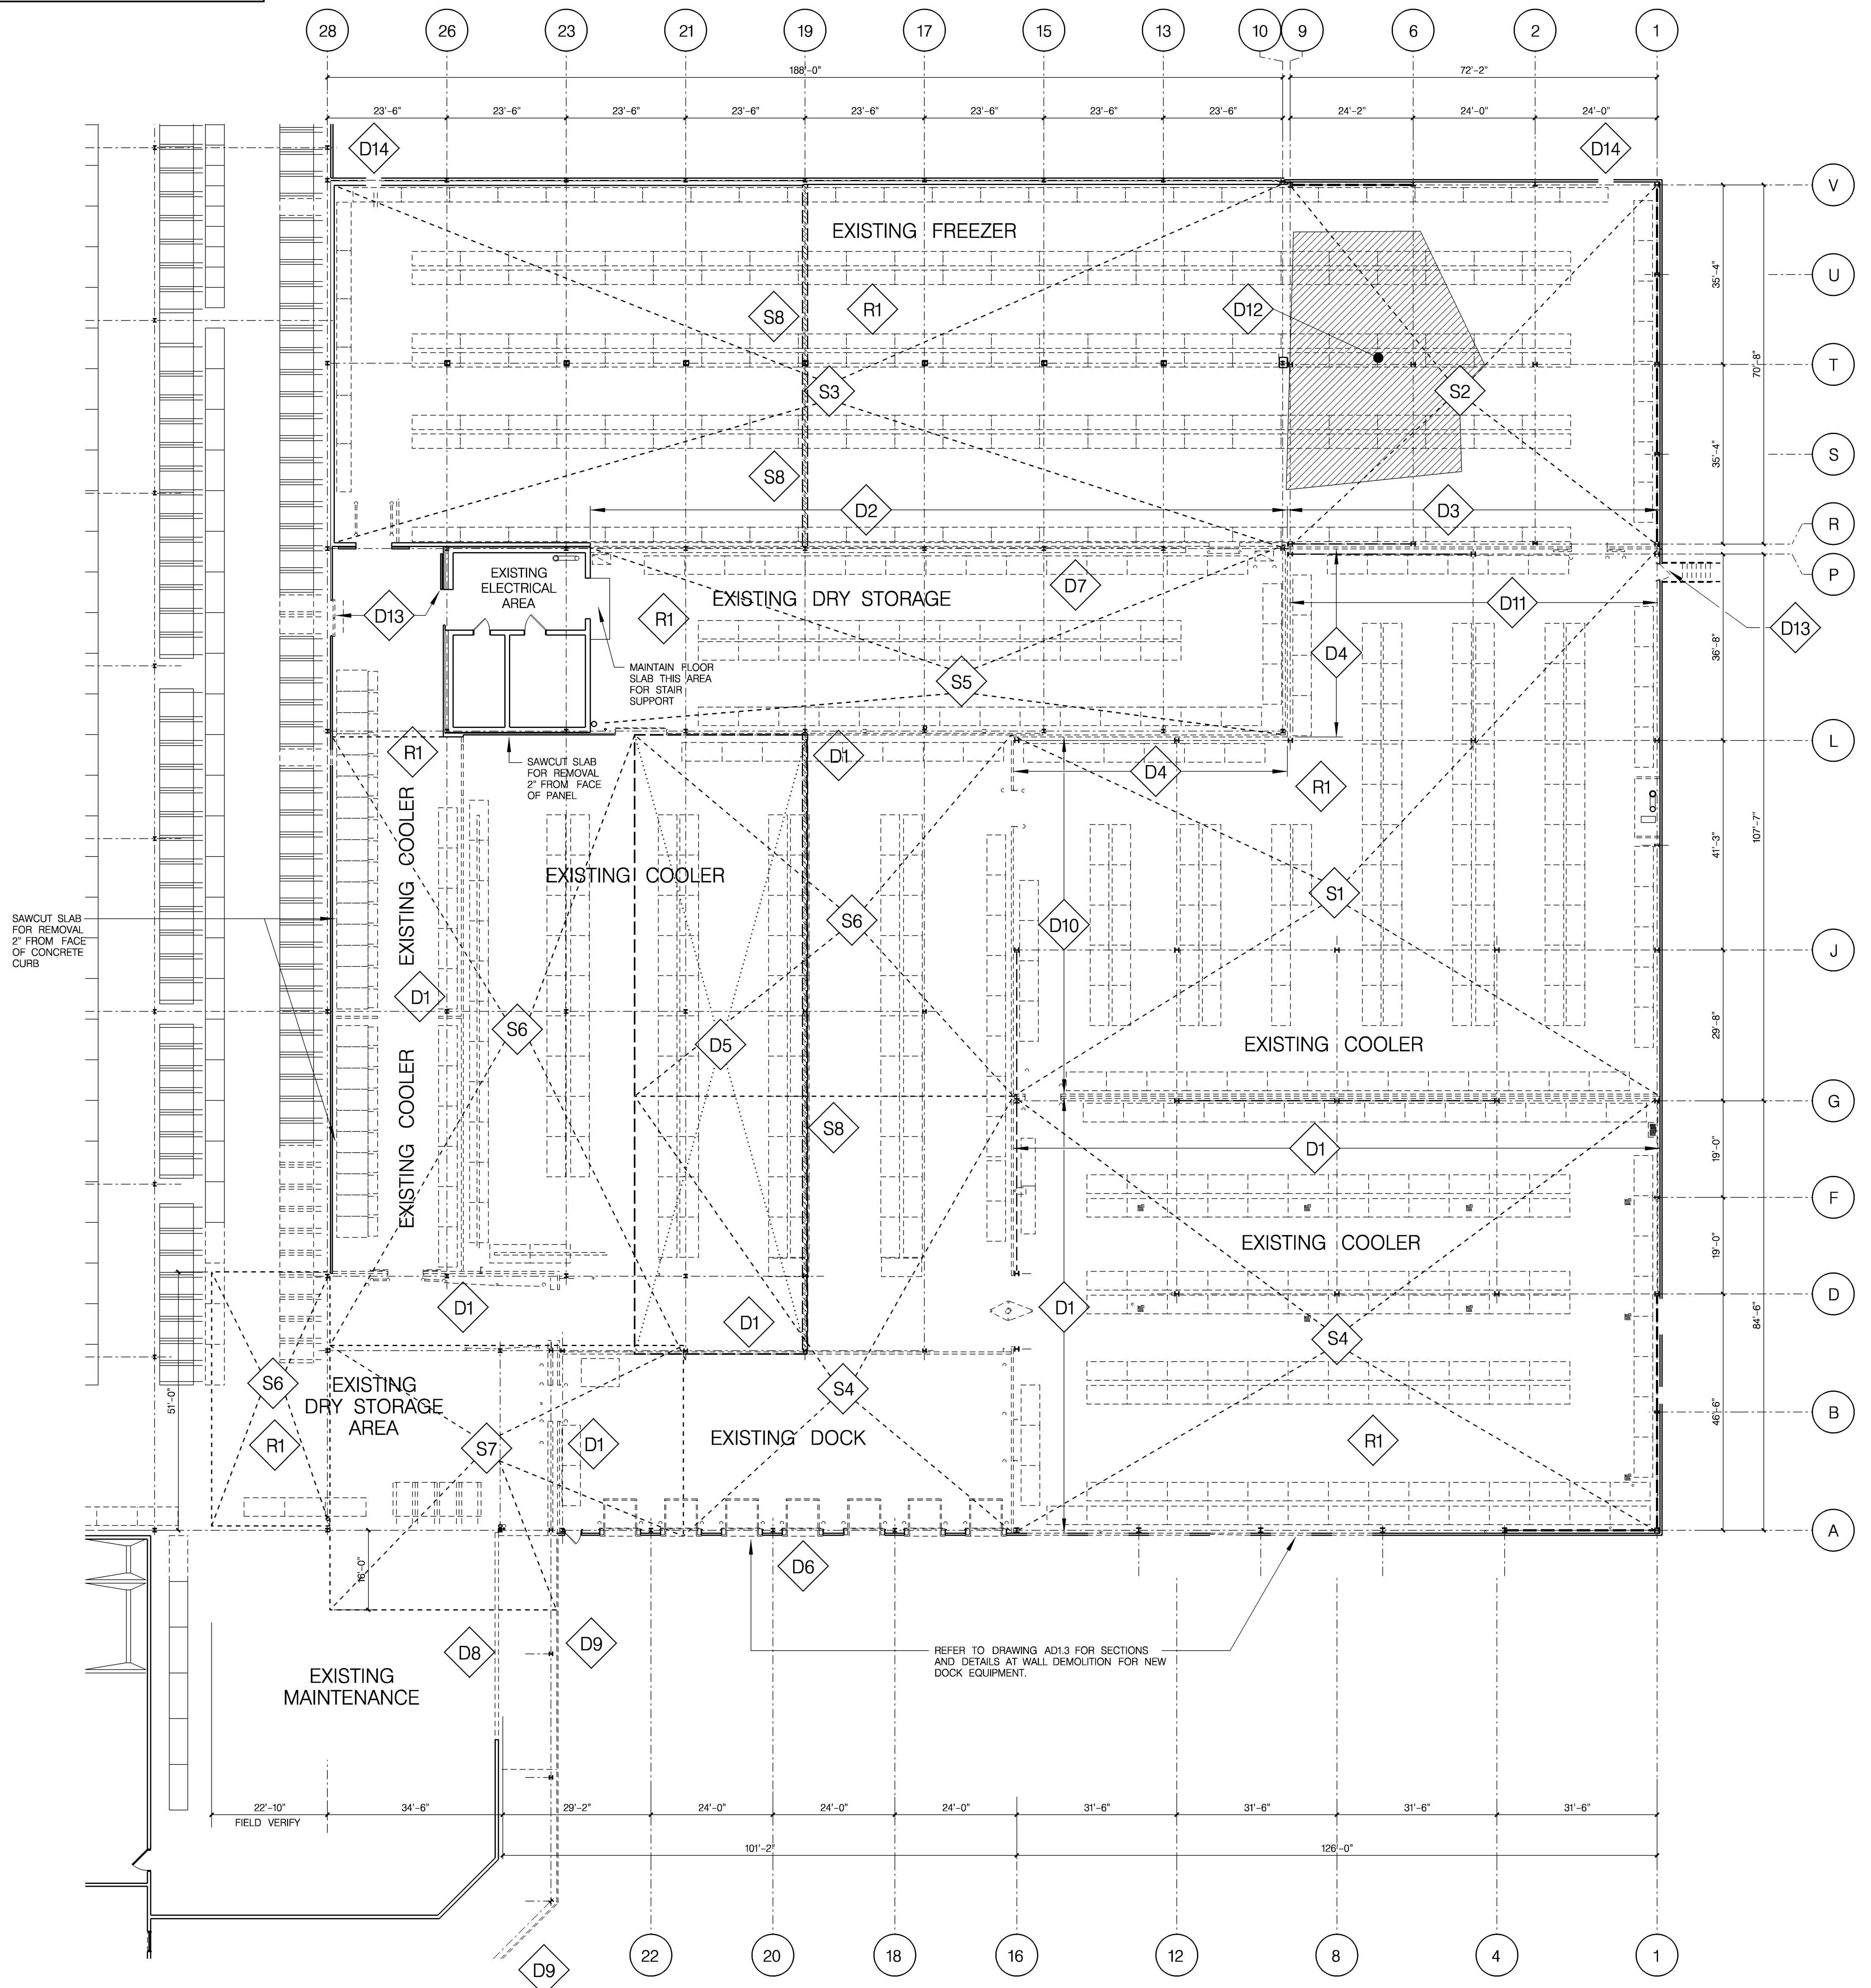 28 26 23 21 19 17 15 13 10 9 6 2 1
188'-0" 72'-2"
23'-6" 23'-6" 23'-6" 23'-6" 23'-6" 23'-6" 23'-6" 23'-6" 24'-2" 24'-0" 24'-0"
D14 D14
V
EXISTING FREEZER
U
35'-4"
S8 R1 D12
T
70'-8"
S3 S2
35'-4"
S8
S
D2 D3
R
P
EXISTING
ELECTRICAL
AREA
D7
EXISTING DRY STORAGE
D13 R1 D11 D13
D4
36'-8"
MAINTAIN FLOOR
SLAB THIS AREA
FOR STAIR
SUPPORT
S5
L
R1 D1 D4 R1
SAWCUT SLAB
FOR REMOVAL
2" FROM FACE
OF PANEL
EXISTING COOLER
41'-3"
107'-7"
EXISTING COOLER
S1
SAWCUT SLAB
FOR REMOVAL
2" FROM FACE
OF CONCRETE
CURB
S6 D10
J
D1
S6 D5
29'-8"
EXISTING COOLER
EXISTING COOLER
G
S8 D1
19'-0"
F
EXISTING COOLER
19'-0"
D1 D1 D1
D
S4
84'-6"
S6
EXISTING
DRY STORAGE
AREA
S4
51'-0"
46'-6"
B
R1 S7 D1
EXISTING DOCK
R1
A
D6
16'-0"
D8 D9
REFER TO DRAWING AD1.3 FOR SECTIONS
AND DETAILS AT WALL DEMOLITION FOR NEW
DOCK EQUIPMENT.
EXISTING
MAINTENANCE
22'-10" 34'-6" 29'-2" 24'-0" 24'-0" 24'-0" 31'-6" 31'-6" 31'-6" 31'-6"
FIELD VERIFY
101'-2" 126'-0"
22 20 18 16 12 8 4 1
D9